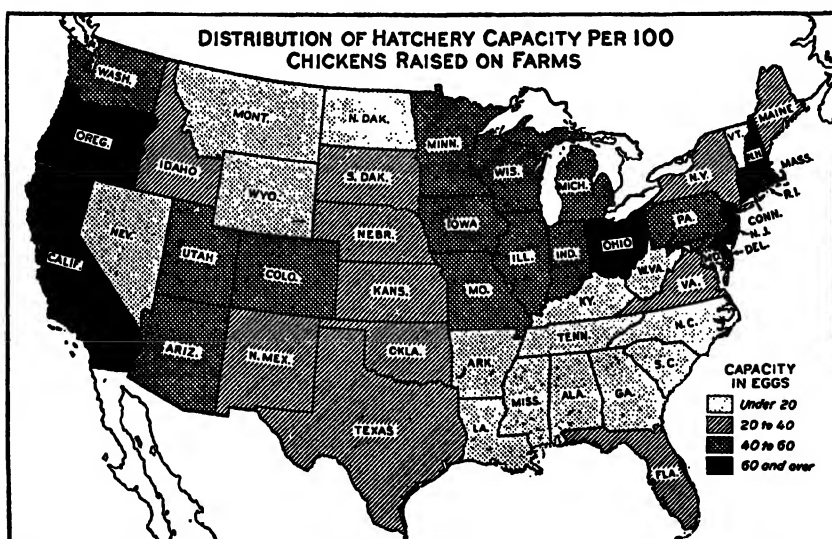 DISTRIBUTION OF HATCHERY CAPACITY PER 100
CHICKENS RAISED ON FARMS
WASH.
MONT.
N. DAK.
MINN.
MAINE
VT.
N.H.
OREG.
IDAHO
S. DAK.
WIS.
MICH.
N.Y.
MASS.
R.I.
WYO.
CONN.
N.J.
DEL.
NEV.
NEBR.
IOWA
PA.
UTAH
COLO.
ILL.
IND.
OHIO
MD.
CALIF.
KANS.
MO.
W.VA.
VA.
KY.
N.C.
ARIZ.
N. MEX.
OKLA.
ARK.
TENN.
S.C.
TEXAS
LA.
MISS.
ALA.
GA.
FLA.
CAPACITY
IN EGGS
Under 20
20 to 40
40 to 60
60 and over